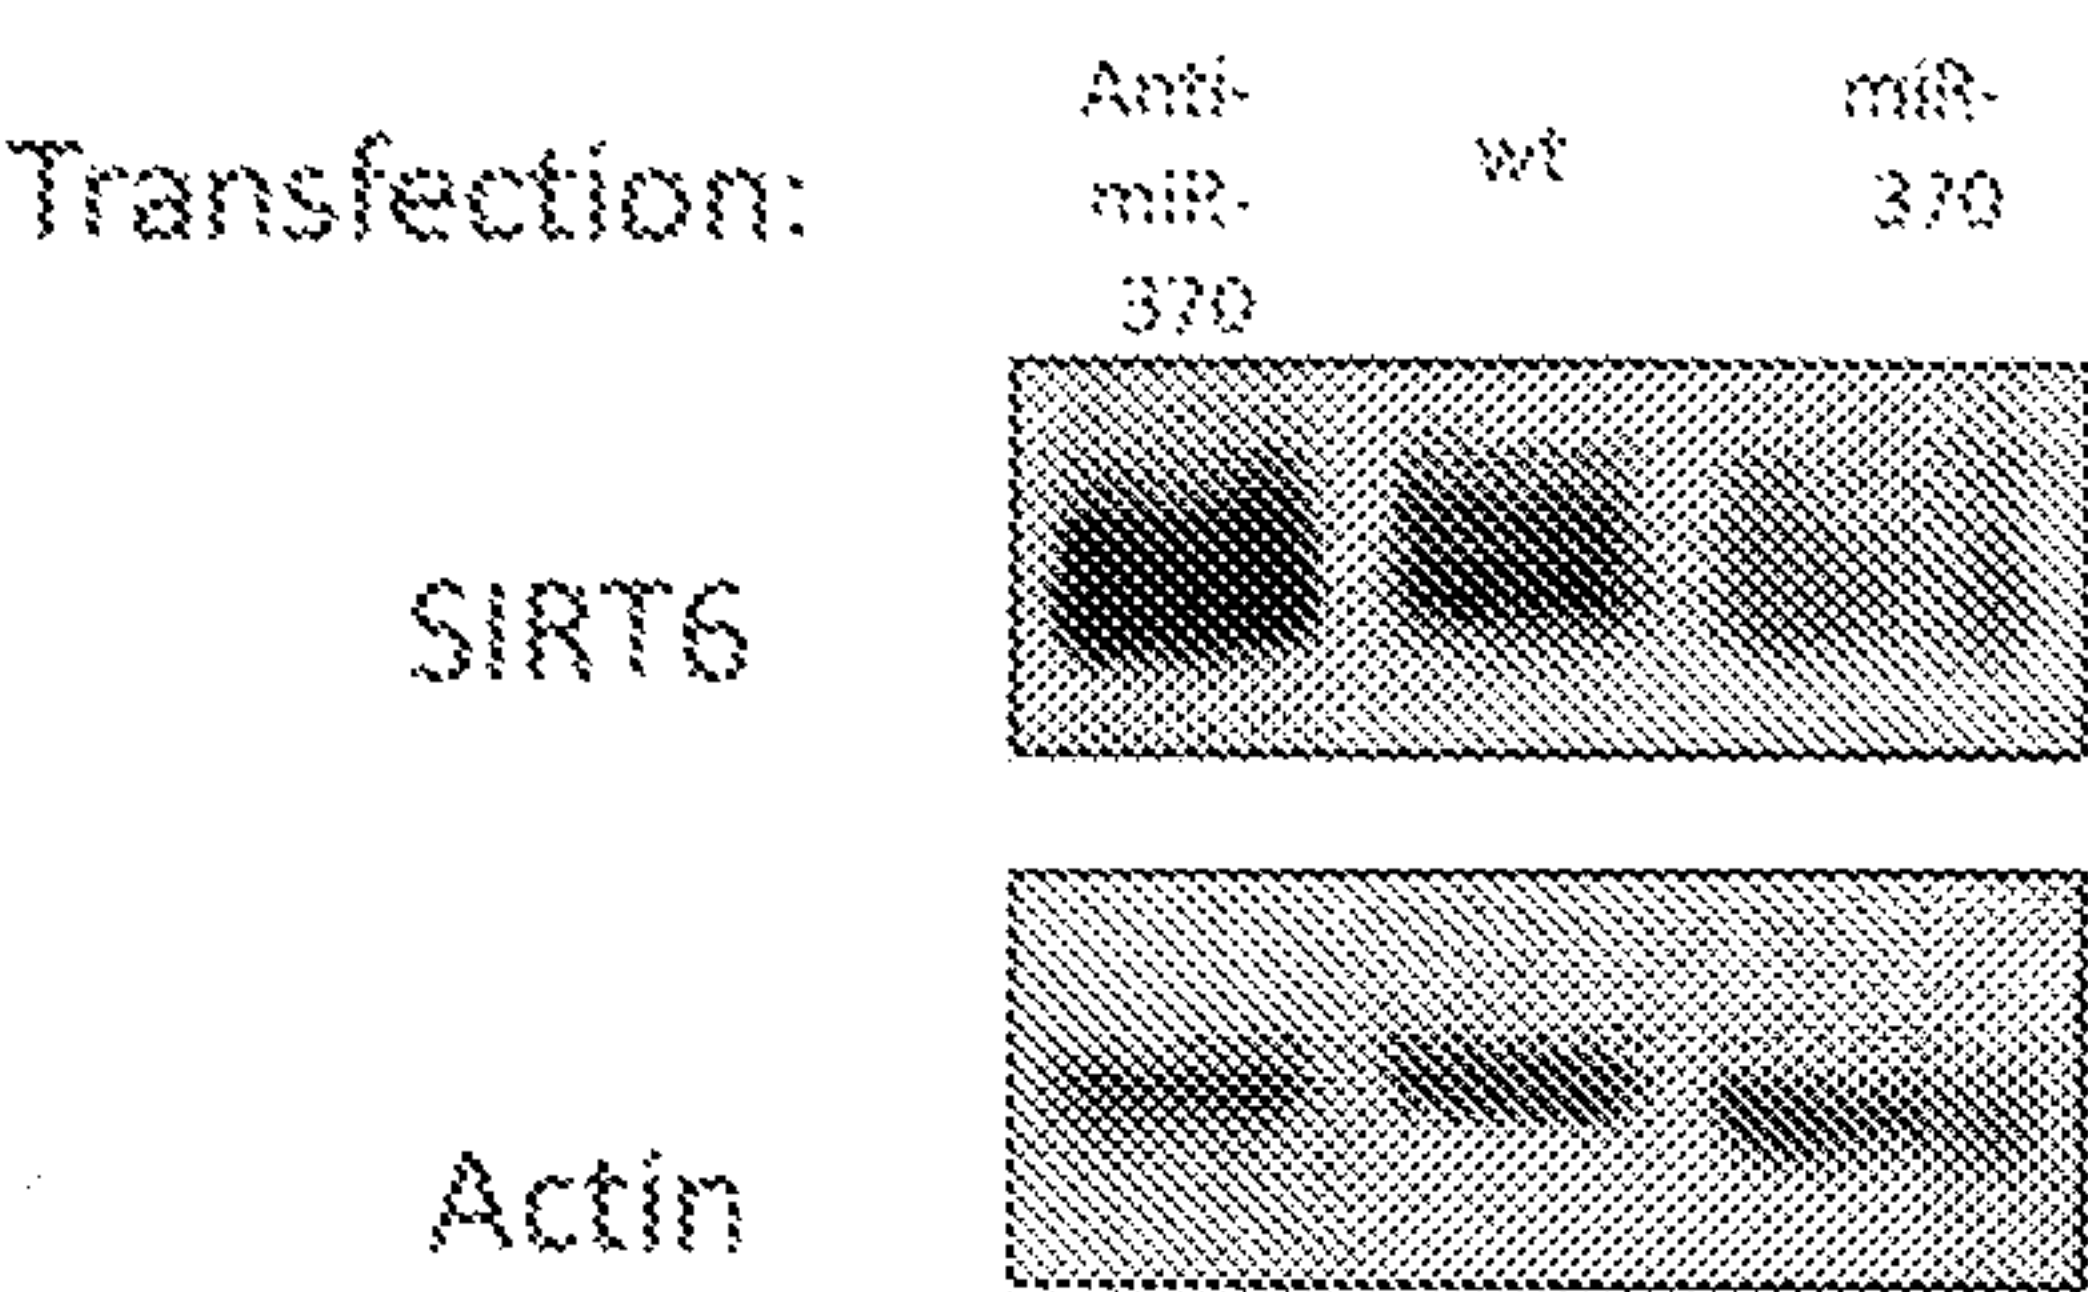 Transfection:
Anti-
miR-
370
wt
miR-
370
SIRT6
Actin